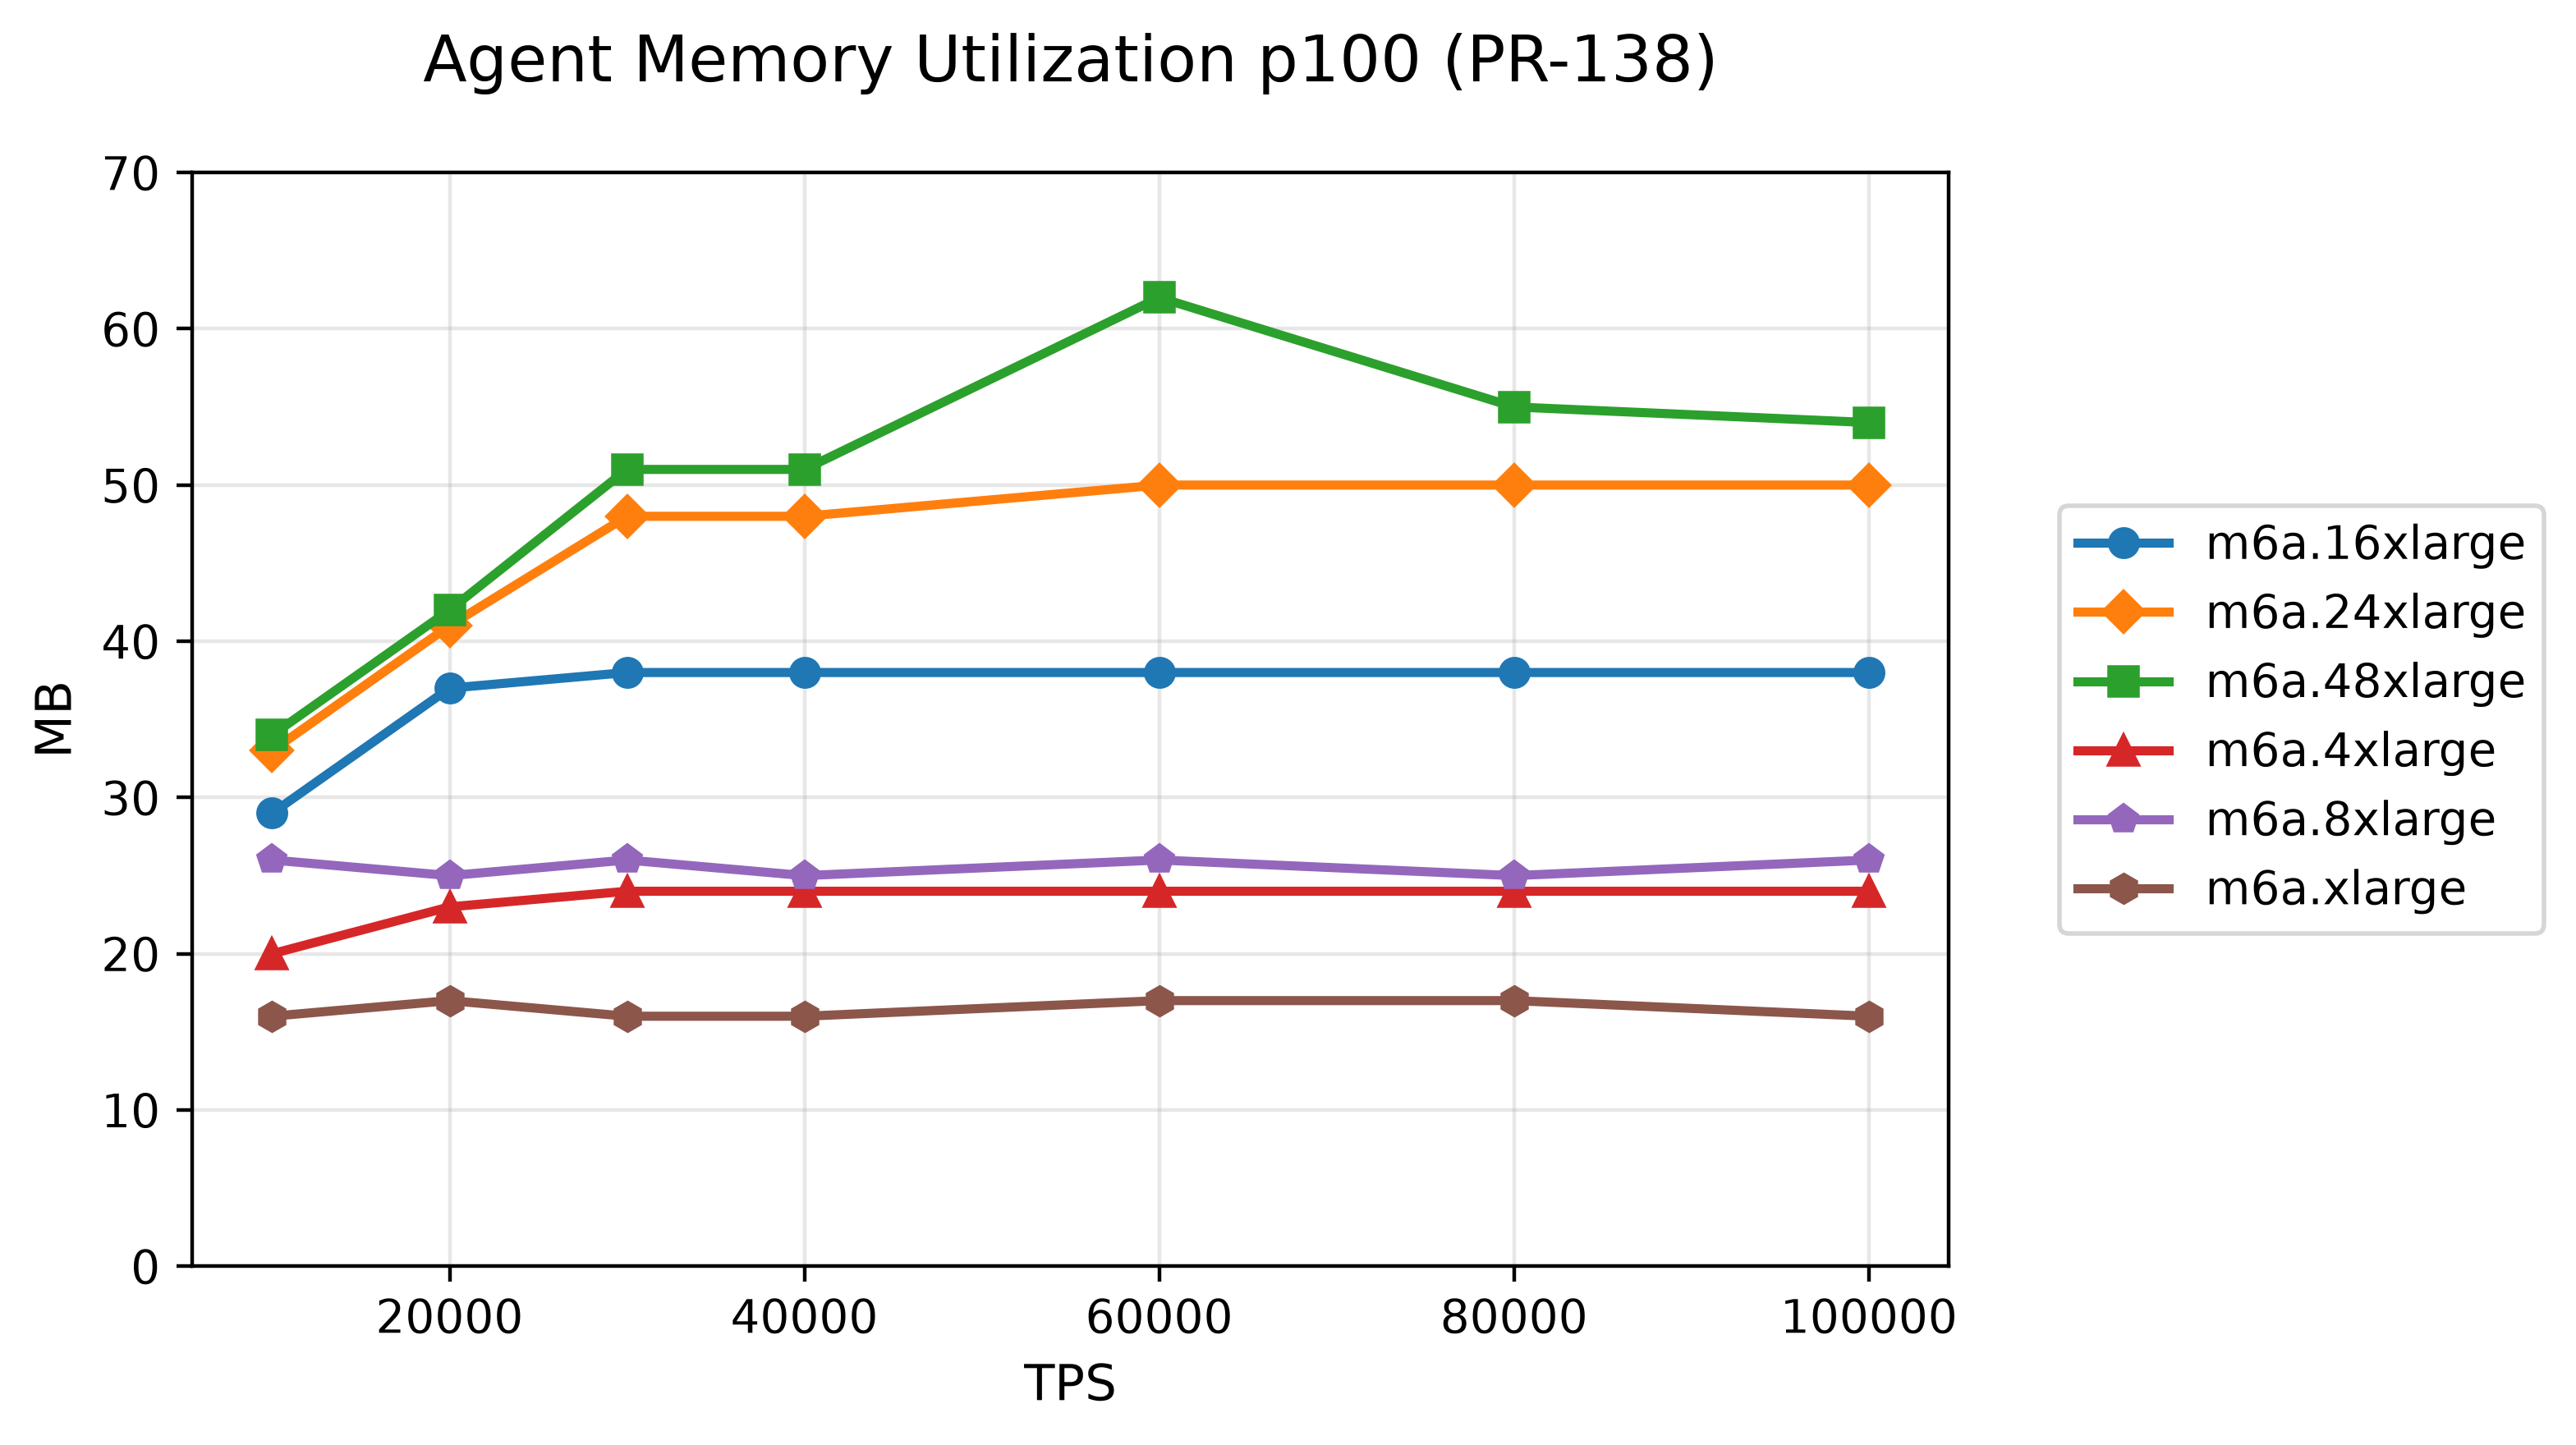 Agent Memory Utilization p100 (PR-138)
70
60
50
40
30
20
10
0
MB
20000 40000 60000 80000 100000
TPS
m6a.16xlarge
m6a.24xlarge
m6a.48xlarge
m6a.4xlarge
m6a.8xlarge
m6a.xlarge